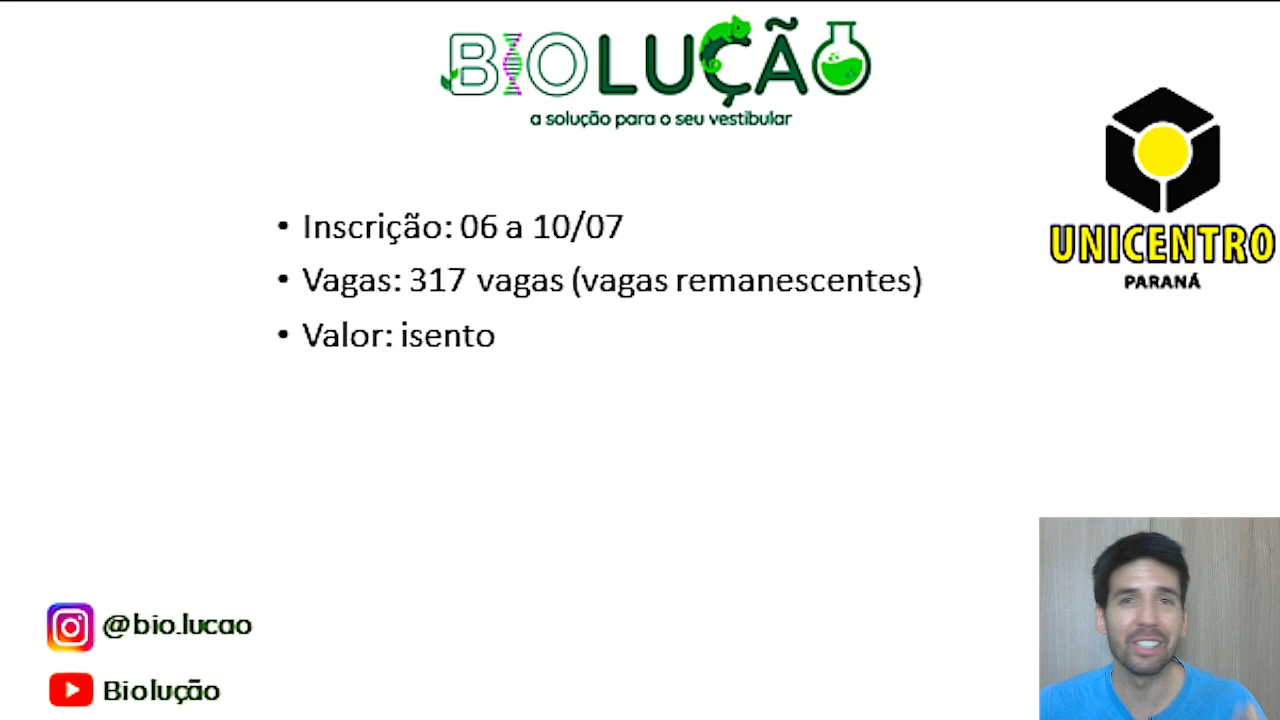 BIOLUÇÃO
a solução para o seu vestibular
UNICENTRO
PARANÁ
• Inscrição: 06 a 10/07
• Vagas: 317 vagas (vagas remanescentes)
• Valor: isento
@bio.lucao
Biolução